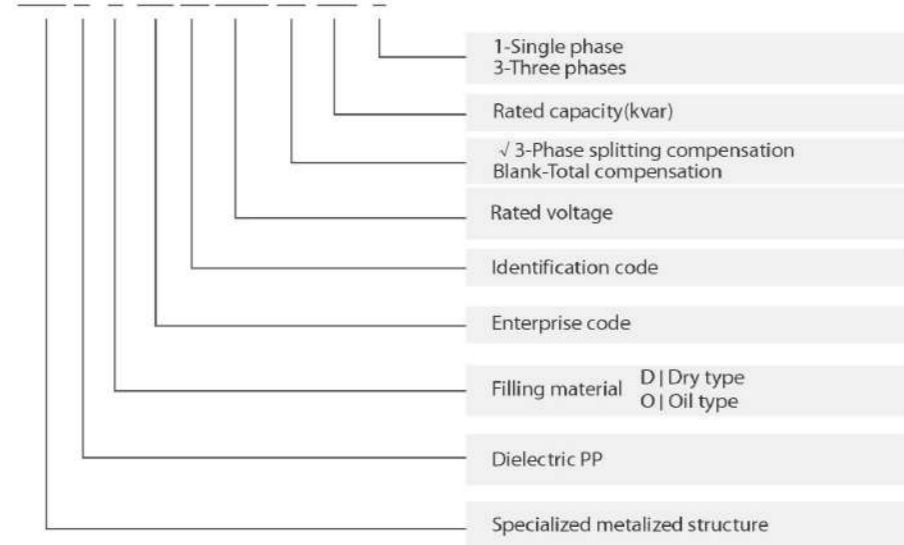 1-Single phase
3-Three phases
Rated capacity(kvar)
√ 3-Phase splitting compensation
Blank-Total compensation
Rated voltage
Identification code
Enterprise code
Filling material D | Dry type
O | Oil type
Dielectric PP
Specialized metalized structure